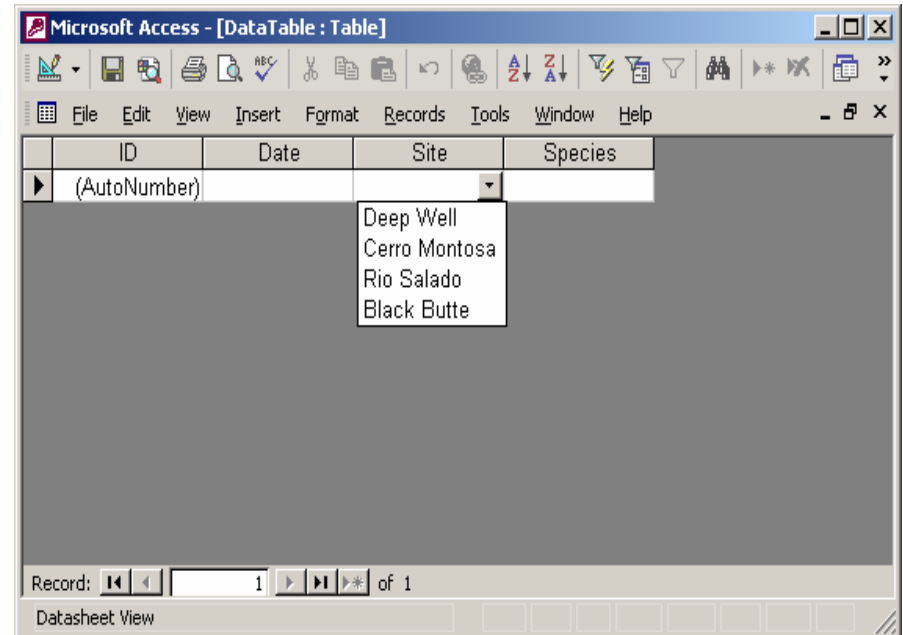 Microsoft Access - [DataTable : Table]
ABC A Z Z A
File Edit View Insert Format Records Tools Window Help
ID Date Site Species
(AutoNumber)
Deep Well
Cerro Montosa
Rio Salado
Black Butte
Record: 1 of 1
Datasheet View